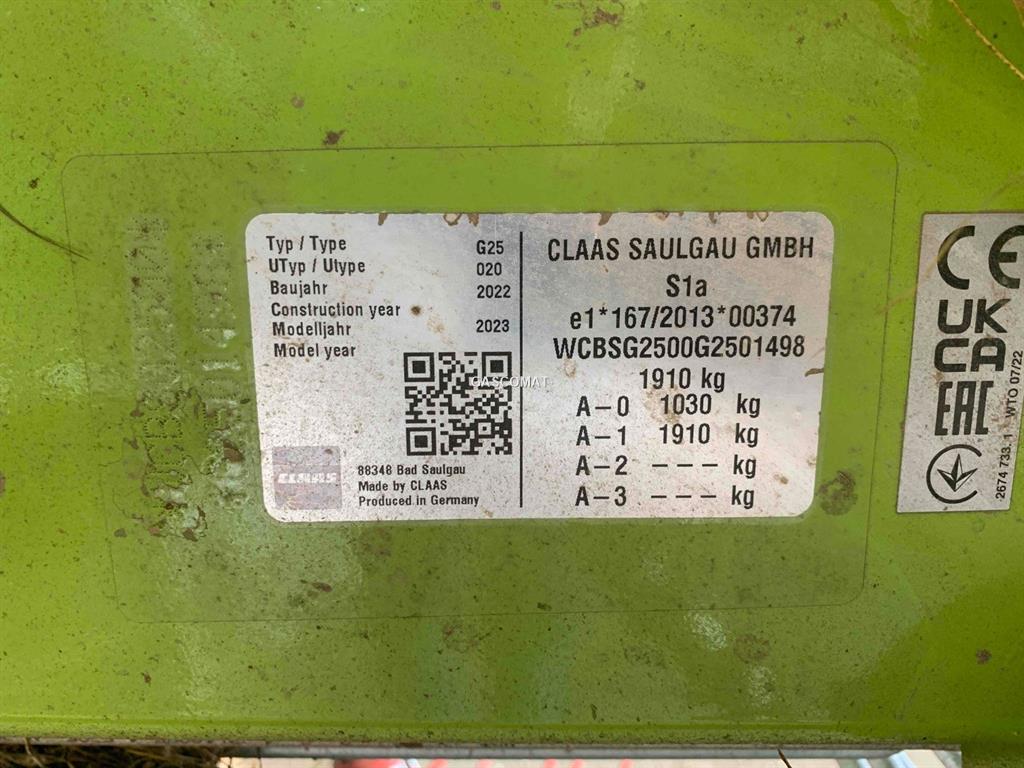 Typ / Type G25
UTyp / Utype 020
Baujahr
Construction year 2022
Modelljahr
Model year 2023
GASCOMAT
CLAAS
88348 Bad Saulgau
Made by CLAAS
Produced in Germany
CLAAS SAULGAU GMBH
S1a
e1*167/2013*00374
WCBSG2500G2501498
1910 kg
A-0 1030 kg
A-1 1910 kg
A-2 --- kg
A-3 --- kg
CE
UK
CA
EAC
2674 733.1 WTO 07/22